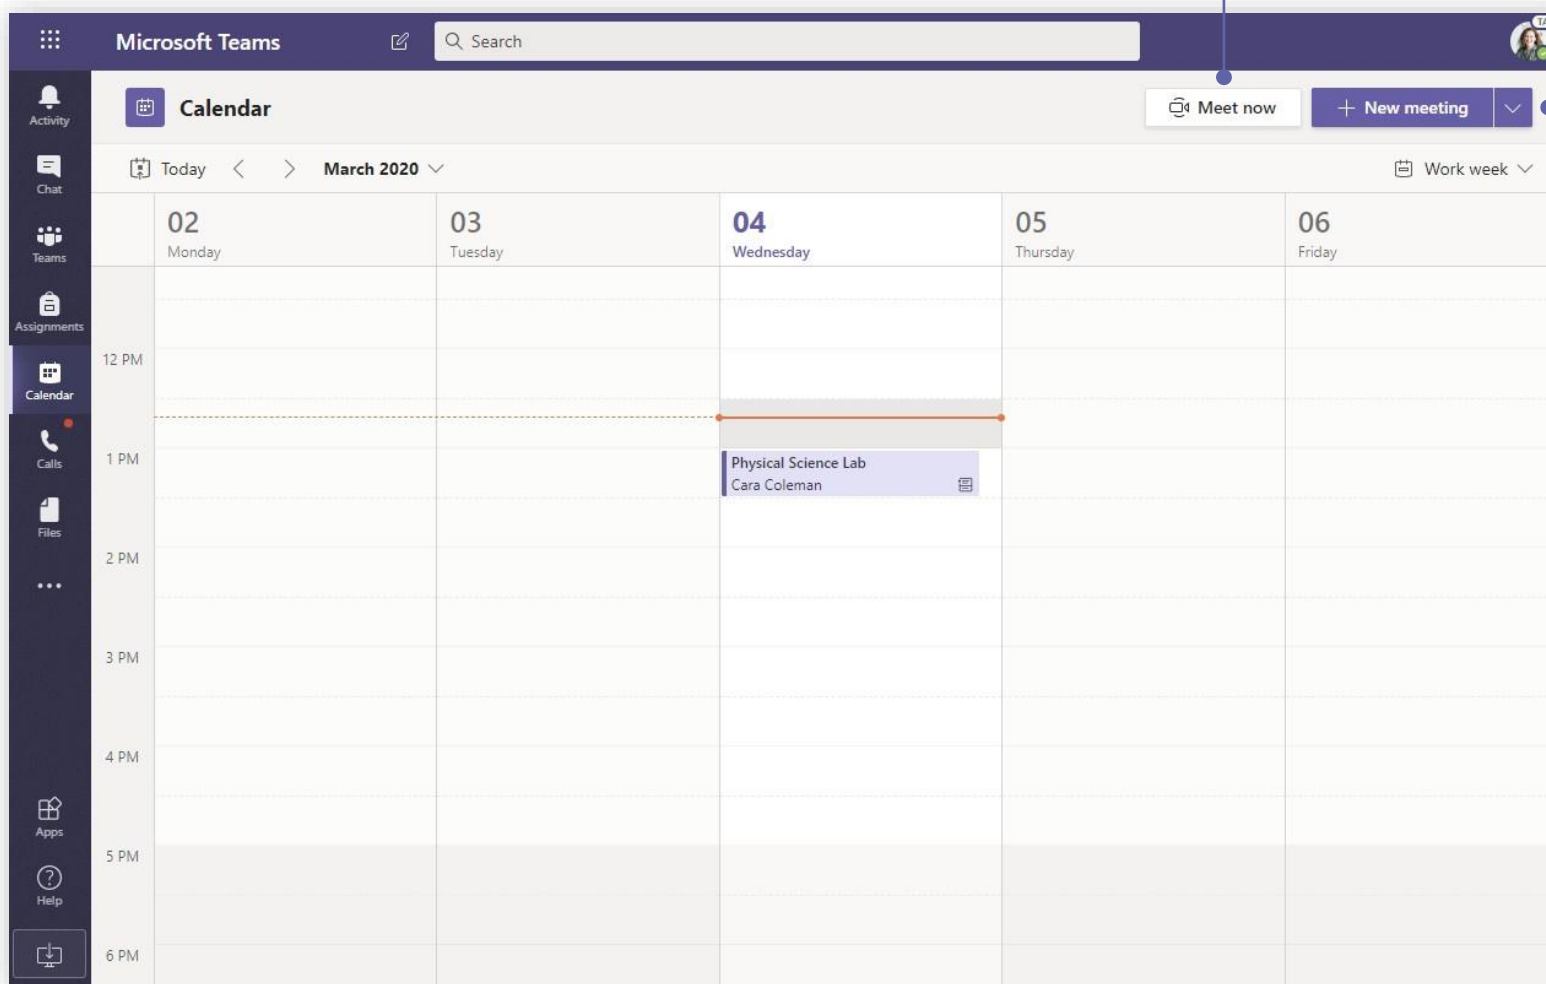 Microsoft Teams
Search
TA
Activity
Chat
Teams
Assignments
Calendar
Calls
Files
Apps
Help
Calendar
Meet now
New meeting
Today
March 2020
Work week
02
Monday
03
Tuesday
04
Wednesday
05
Thursday
06
Friday
12 PM
1 PM
2 PM
3 PM
4 PM
5 PM
6 PM
Physical Science Lab
Cara Coleman